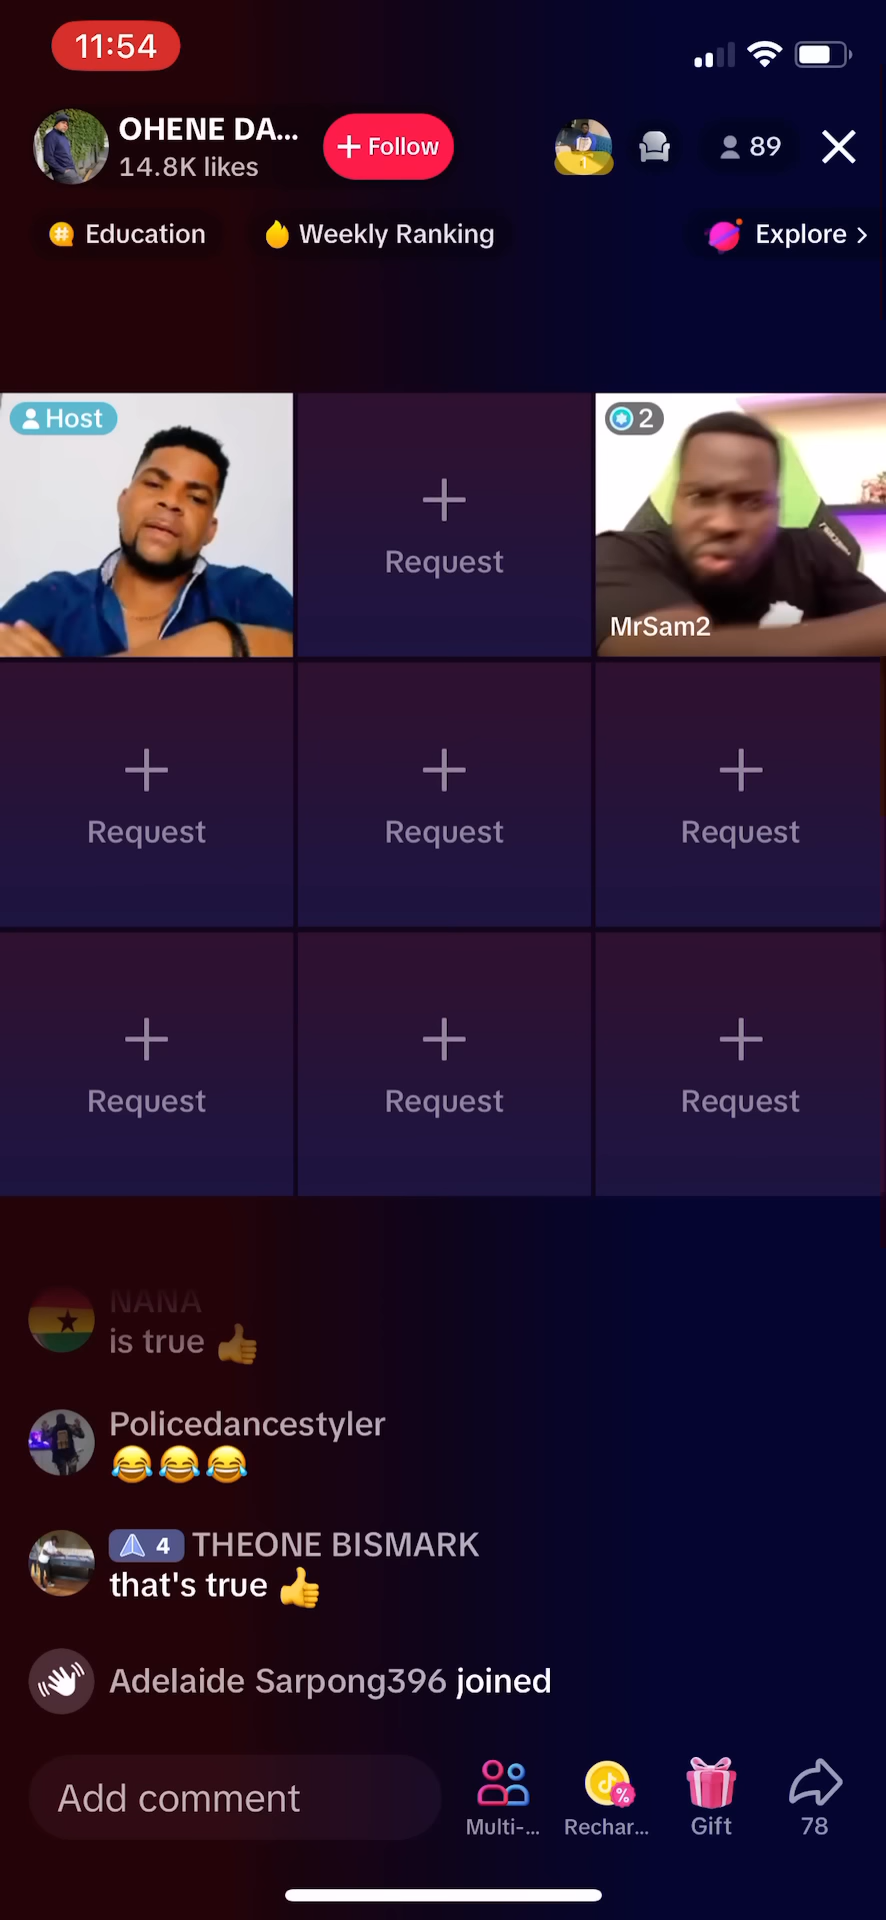 11:54
OHENE DA...
14.8K likes
+ Follow
1
89
Education
Weekly Ranking
Explore >
Host
Request
2
MrSam2
Request
Request
Request
Request
Request
Request
NANA
is true 👍
Policedancestyler
😂😂😂
4 THEONE BISMARK
that's true 👍
Adelaide Sarpong396 joined
Add comment
Multi-...
Rechar...
Gift
78